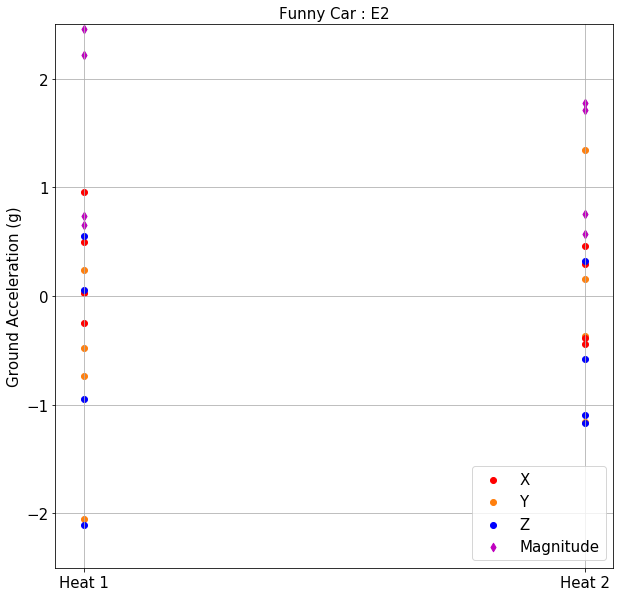 Funny Car : E2
Ground Acceleration (g)
2
1
0
−1
−2
Heat 1
Heat 2
X
Y
Z
Magnitude